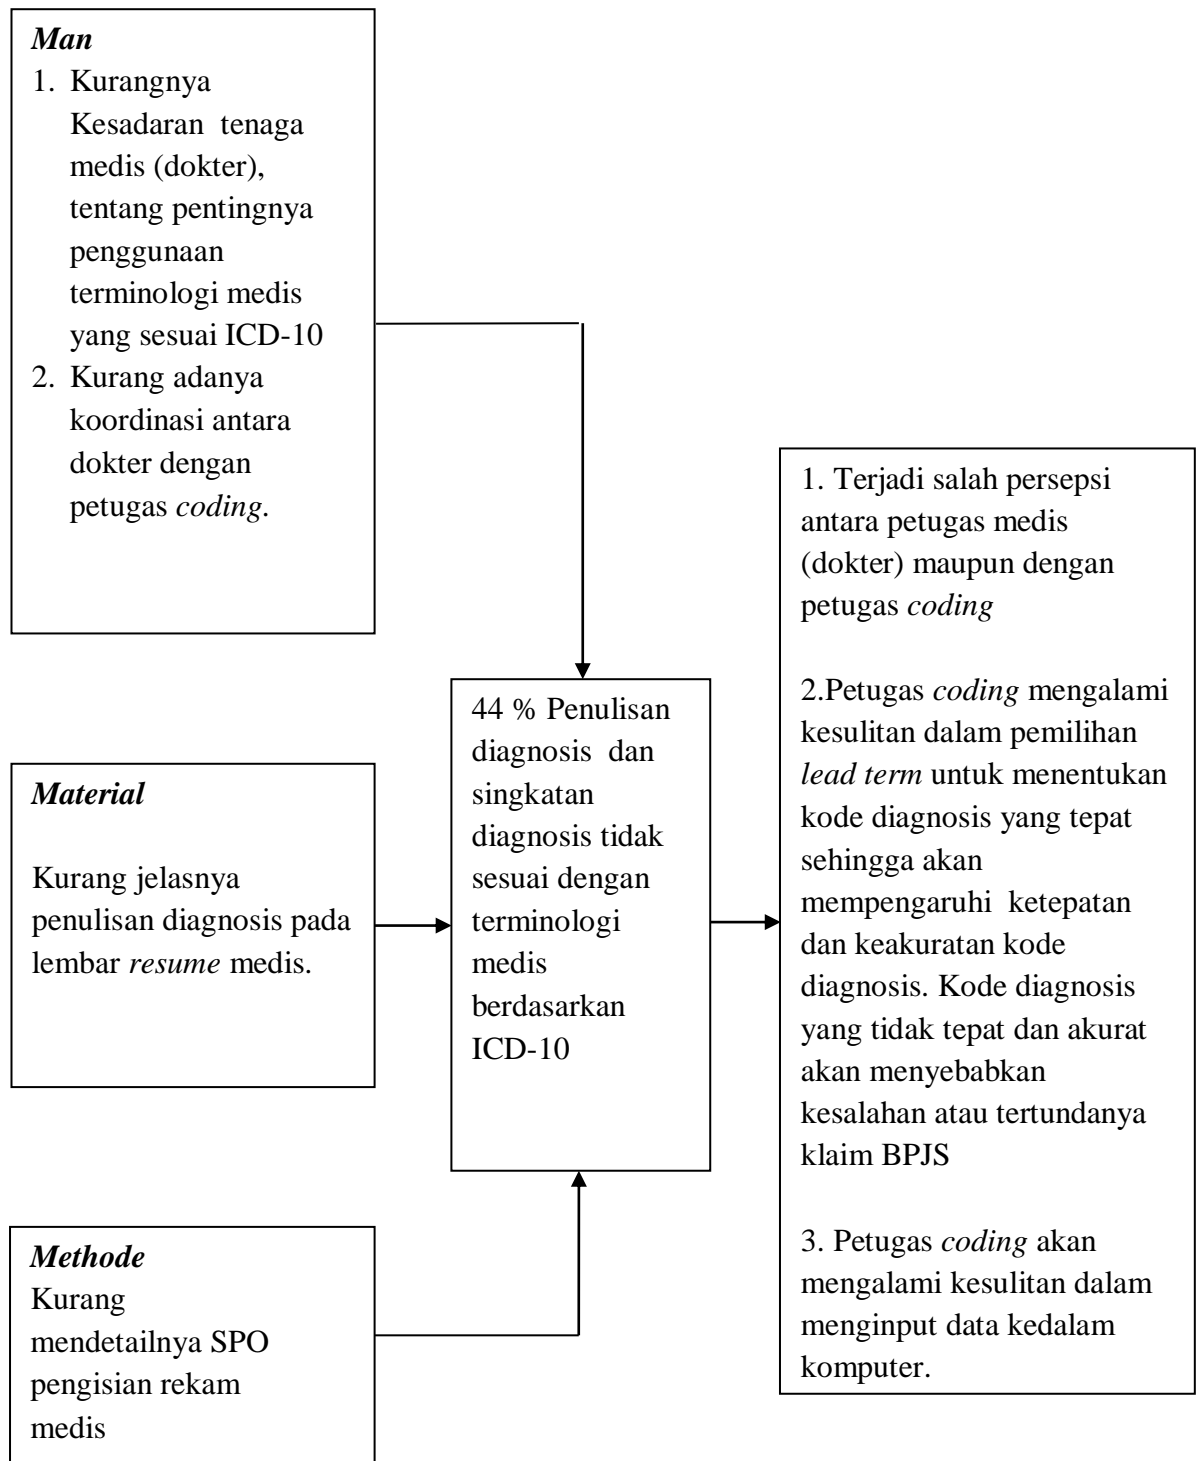 Man
1. Kurangnya
Kesadaran tenaga
medis (dokter),
tentang pentingnya
penggunaan
terminologi medis
yang sesuai ICD-10
2. Kurang adanya
koordinasi antara
dokter dengan
petugas coding.
Material
Kurang jelasnya
penulisan diagnosis pada
lembar resume medis.
Methode
Kurang
mendetailnya SPO
pengisian rekam
medis
44 % Penulisan
diagnosis dan
singkatan
diagnosis tidak
sesuai dengan
terminologi
medis
berdasarkan
ICD-10
1. Terjadi salah persepsi
antara petugas medis
(dokter) maupun dengan
petugas coding
2.Petugas coding mengalami
kesulitan dalam pemilihan
lead term untuk menentukan
kode diagnosis yang tepat
sehingga akan
mempengaruhi ketepatan
dan keakuratan kode
diagnosis. Kode diagnosis
yang tidak tepat dan akurat
akan menyebabkan
kesalahan atau tertundanya
klaim BPJS
3. Petugas coding akan
mengalami kesulitan dalam
menginput data kedalam
komputer.